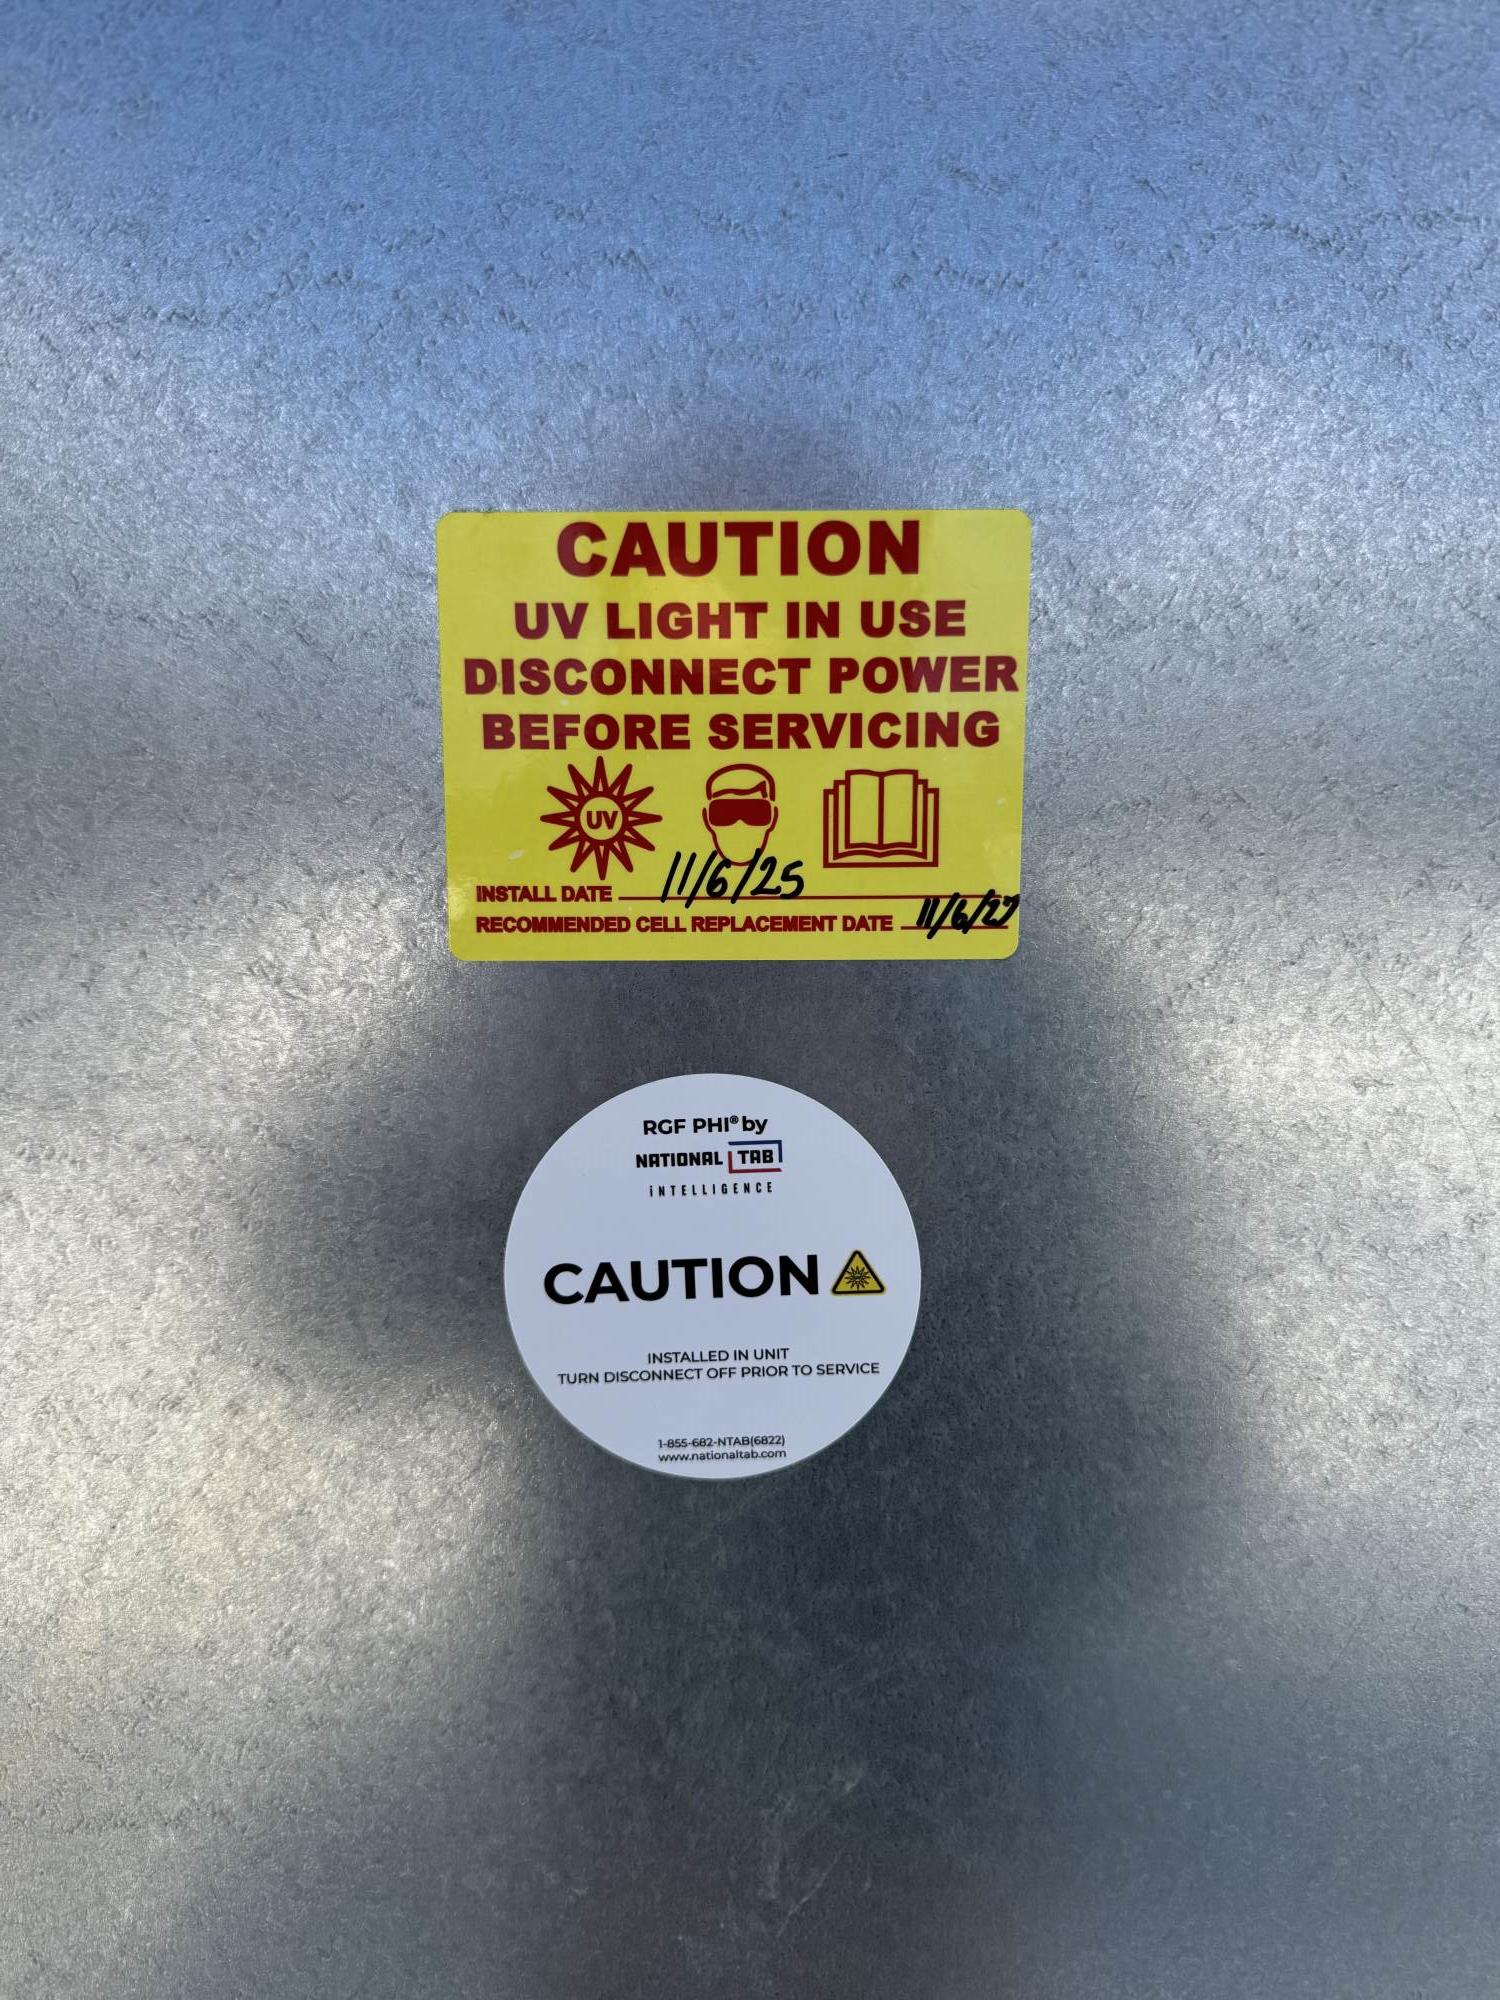 CAUTION
UV LIGHT IN USE
DISCONNECT POWER
BEFORE SERVICING
UV
INSTALL DATE 11/6/25
RECOMMENDED CELL REPLACEMENT DATE 11/6/27
RGF PHI® by
NATIONAL TAB
iNTELLIGENCE
CAUTION
INSTALLED IN UNIT
TURN DISCONNECT OFF PRIOR TO SERVICE
1-855-682-NTAB(6822)
www.nationaltab.com